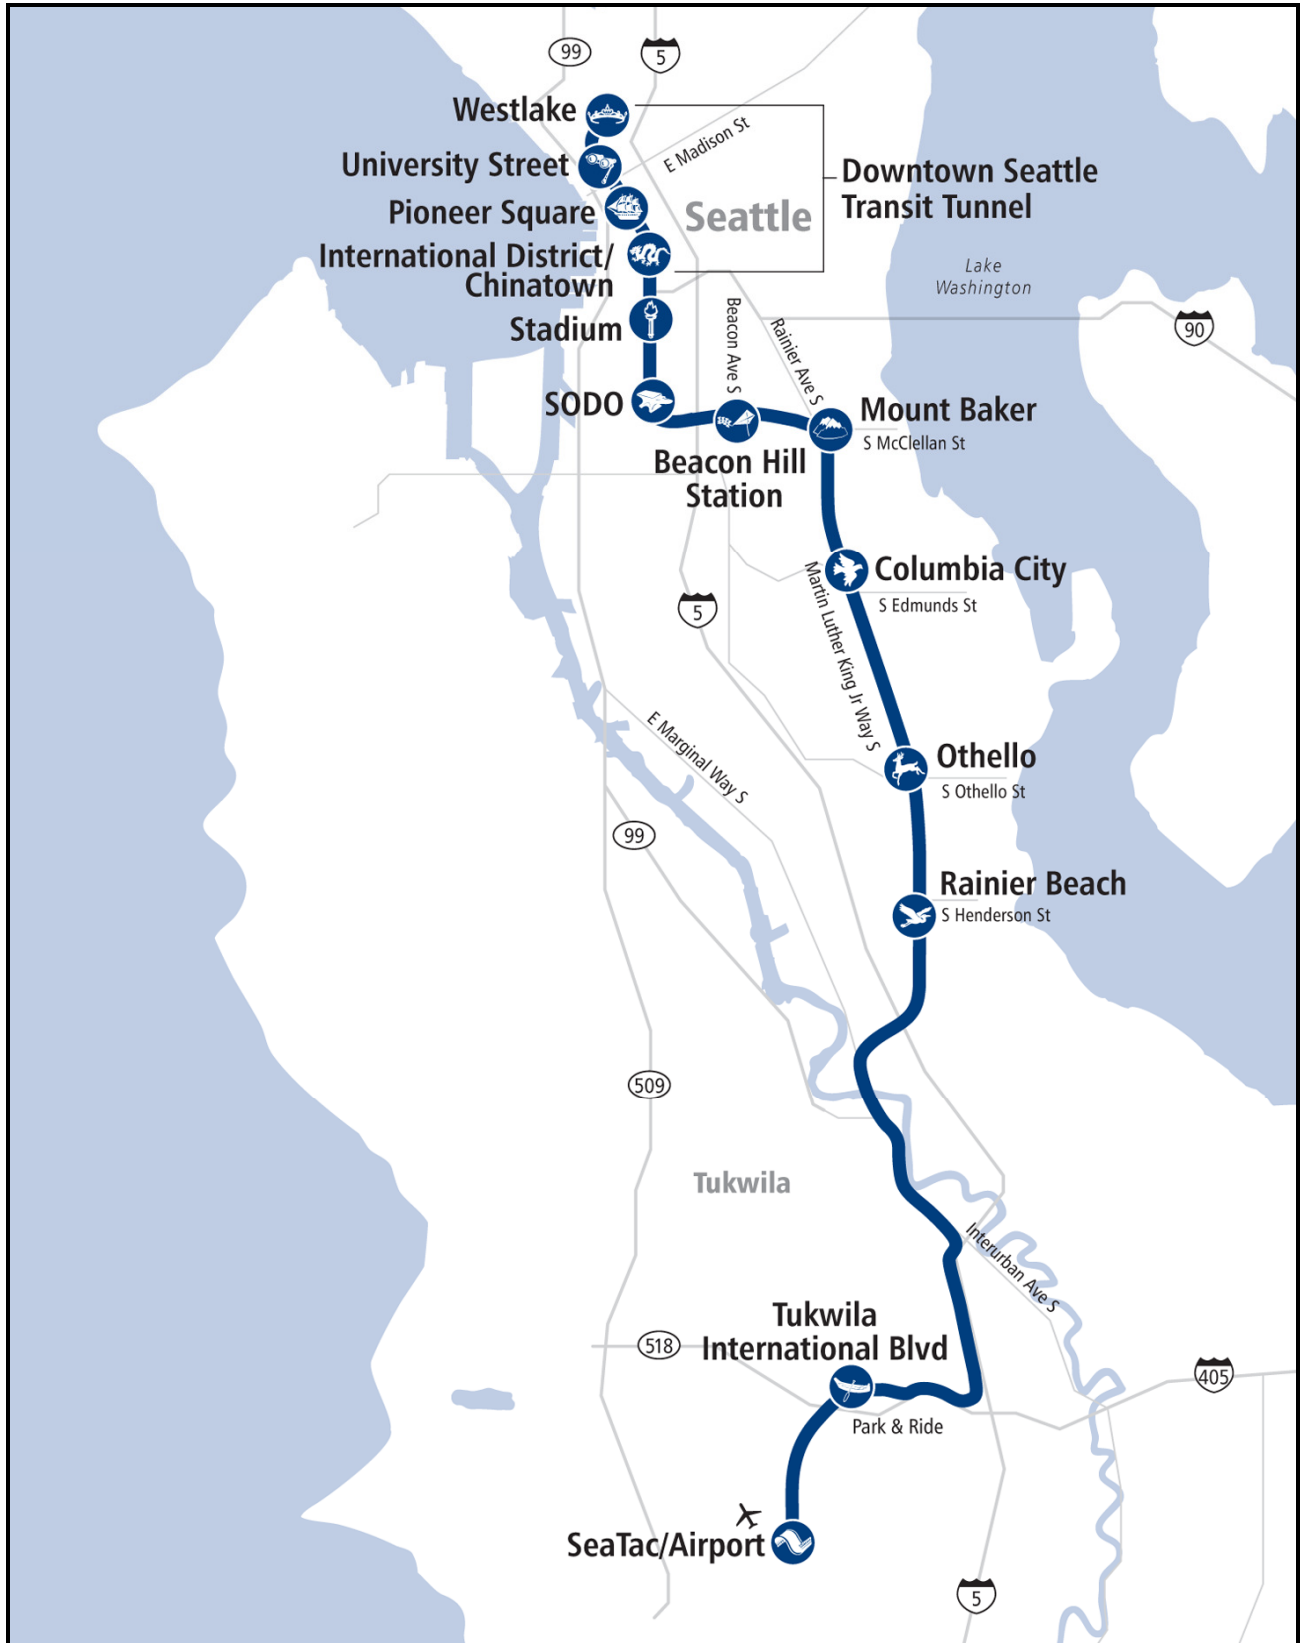 99
5
Westlake
E Madison St
University Street
Downtown Seattle
Transit Tunnel
Pioneer Square
Seattle
International District/
Chinatown
Lake
Washington
Stadium
Beacon Ave S
Rainier Ave S
90
SODO
Mount Baker
S McClellan St
Beacon Hill
Station
Columbia City
S Edmunds St
5
Martin Luther King Jr Way S
E Marginal Way S
Othello
S Othello St
99
Rainier Beach
S Henderson St
509
Tukwila
Interurban Ave S
Tukwila
International Blvd
518
405
Park & Ride
SeaTac/Airport
5